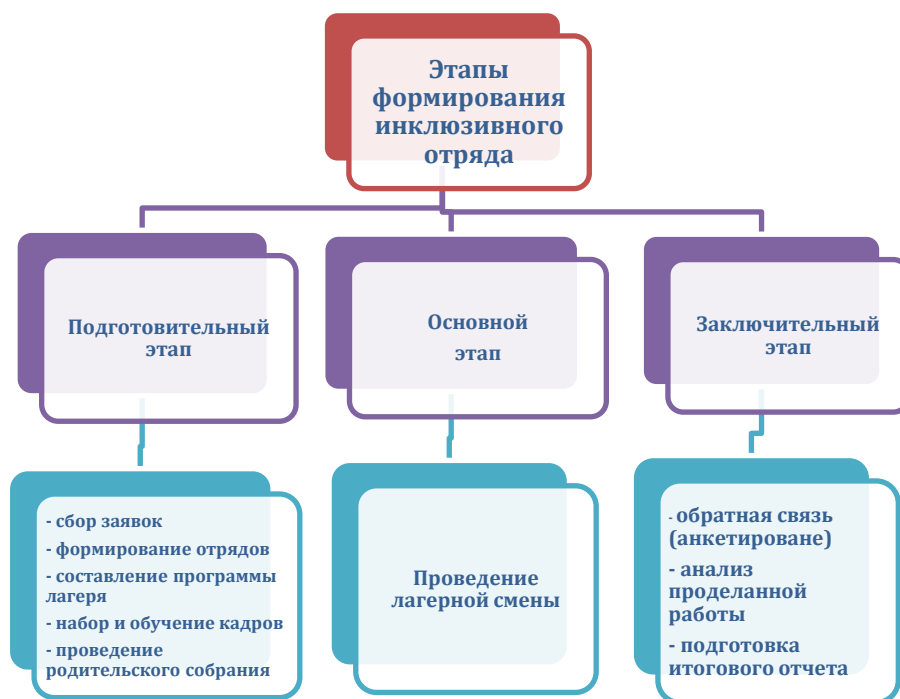 Этапы
формирования
инклюзивного
отряда
Подготовительный
этап
Основной
этап
Заключительный
этап
- сбор заявок
- формирование отрядов
- составление программы
лагеря
- набор и обучение кадров
- проведение
родительского собрания
Проведение
лагерной смены
- обратная связь
(анкетироване)
- анализ
проделанной
работы
- подготовка
итогового отчета